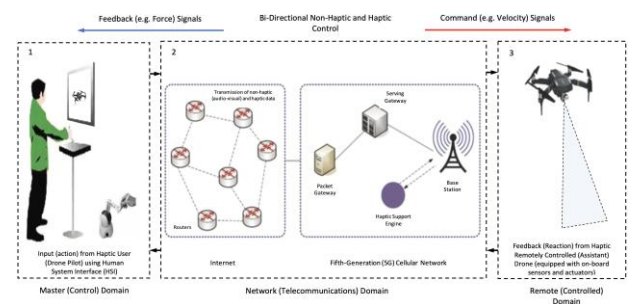 Feedback (e.g. Force) Signals
Bi-Directional Non-Haptic and Haptic
Control
Command (e.g. Velocity) Signals
1
2
3
Transmission of non-haptic
(audio-visual) and haptic data
Serving
Gateway
Packet
Gateway
Base
Station
Haptic Support
Engine
Routers
Input (action) from Haptic User
(Drone Pilot) using Human
System Interface (HSI)
Internet
Fifth-Generation (5G) Cellular Network
Feedback (Reaction) from Haptic
Remotely Controlled (Assistant)
Drone (equipped with on-board
sensors and actuators)
Master (Control) Domain
Network (Telecommunications) Domain
Remote (Controlled) Domain